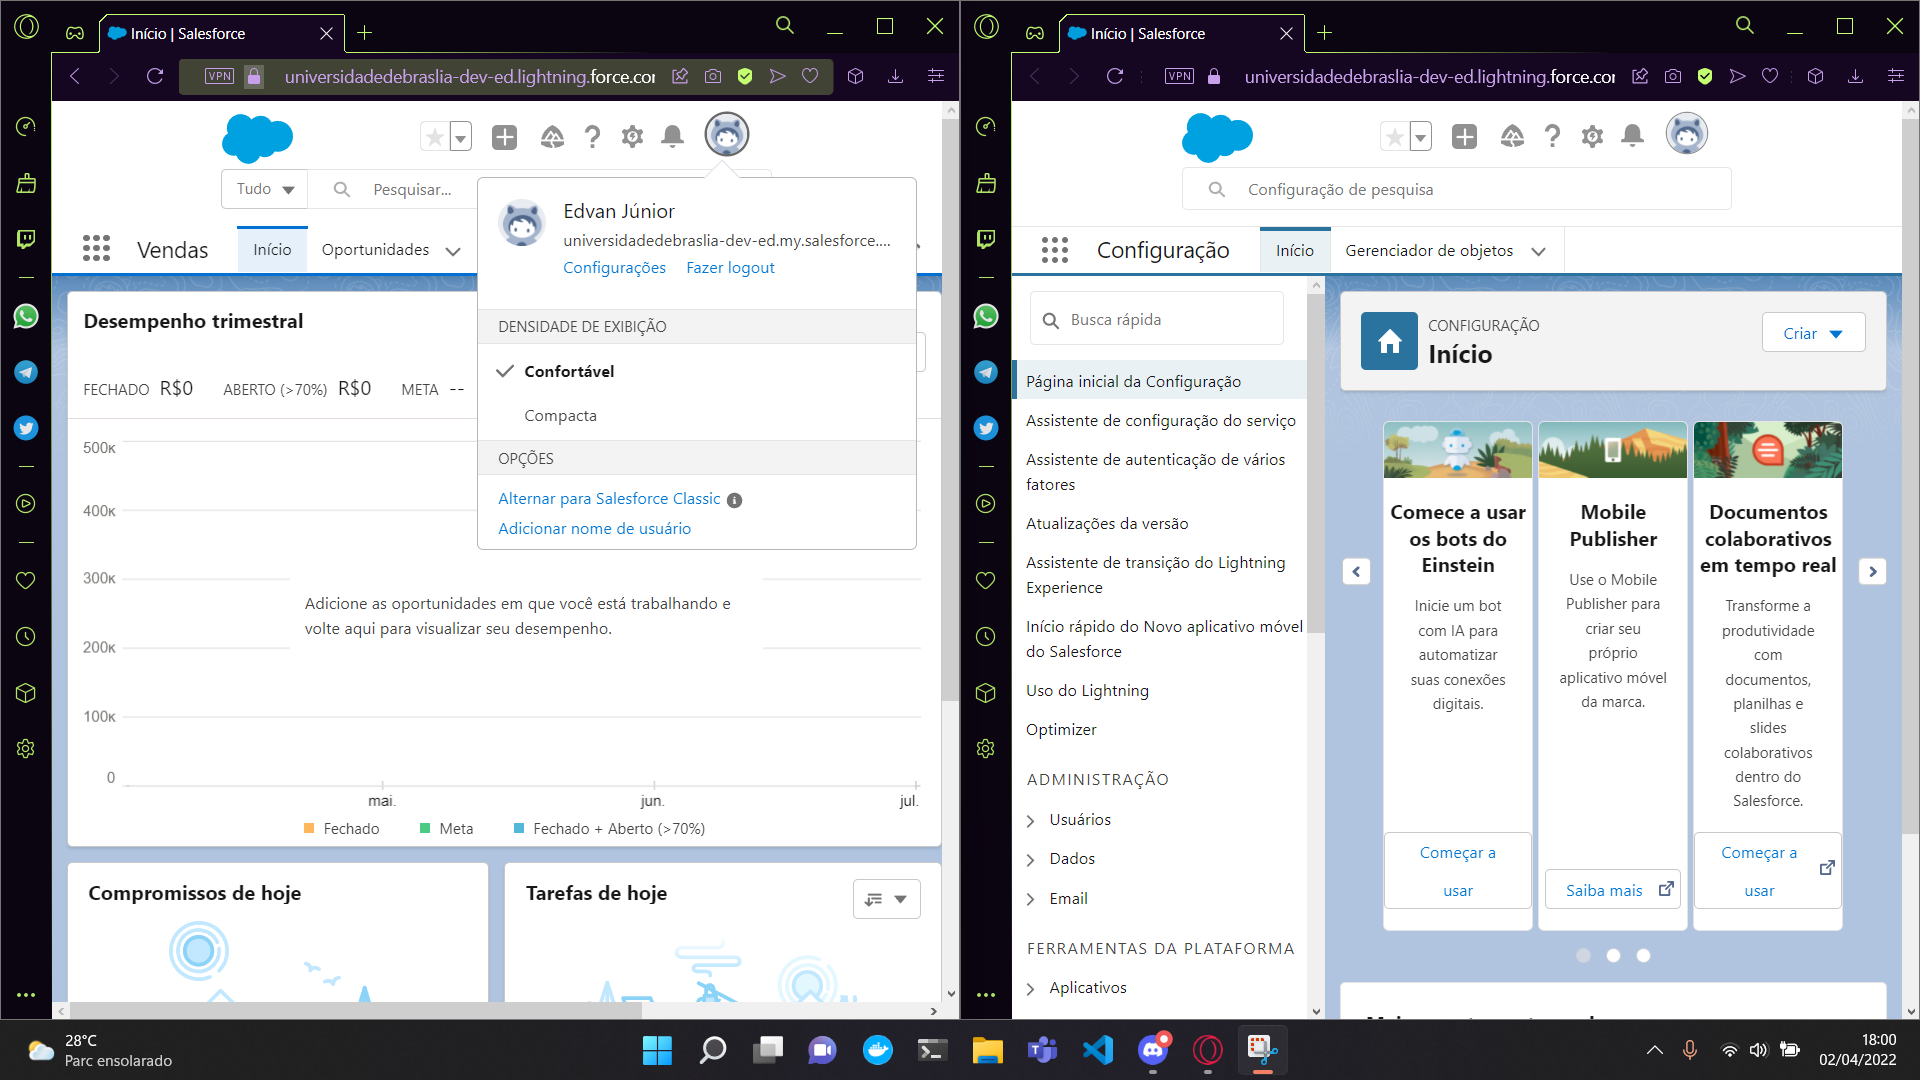 Início | Salesforce
VPN
universidadedebraslia-dev-ed.lightning.force.cor
Tudo
Pesquisar...
Vendas
Início
Oportunidades
Edvan Júnior
universidadedebraslia-dev-ed.my.salesforce....
Configurações Fazer logout
DENSIDADE DE EXIBIÇÃO
Confortável
Compacta
OPÇÕES
Alternar para Salesforce Classic
Adicionar nome de usuário
Desempenho trimestral
FECHADO R$0 ABERTO (>70%) R$0 META --
500K
400K
300K
200K
100K
0
Adicione as oportunidades em que você está trabalhando e
volte aqui para visualizar seu desempenho.
mai. jun. jul.
Fechado Meta Fechado + Aberto (>70%)
Compromissos de hoje
Tarefas de hoje
Início | Salesforce
VPN
universidadedebraslia-dev-ed.lightning.force.cor
Configuração de pesquisa
Configuração
Início
Gerenciador de objetos
Busca rápida
Página inicial da Configuração
Assistente de configuração do serviço
Assistente de autenticação de vários
fatores
Atualizações da versão
Assistente de transição do Lightning
Experience
Início rápido do Novo aplicativo móvel
do Salesforce
Uso do Lightning
Optimizer
ADMINISTRAÇÃO
Usuários
Dados
Email
FERRAMENTAS DA PLATAFORMA
Aplicativos
CONFIGURAÇÃO
Início
Criar
Comece a usar
os bots do
Einstein
Inicie um bot
com IA para
automatizar
suas conexões
digitais.
Começar a
usar
Mobile
Publisher
Use o Mobile
Publisher para
criar seu
próprio
aplicativo móvel
da marca.
Saiba mais
Documentos
colaborativos
em tempo real
Transforme a
produtividade
com
documentos,
planilhas e
slides
colaborativos
dentro do
Salesforce.
Começar a
usar
28°C
Parc ensolarado
18:00
02/04/2022